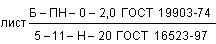 Б – ПН – 0 – 2,0 ГОСТ 19903-74
лист
5 –11– Н – 20 ГОСТ 16523-97